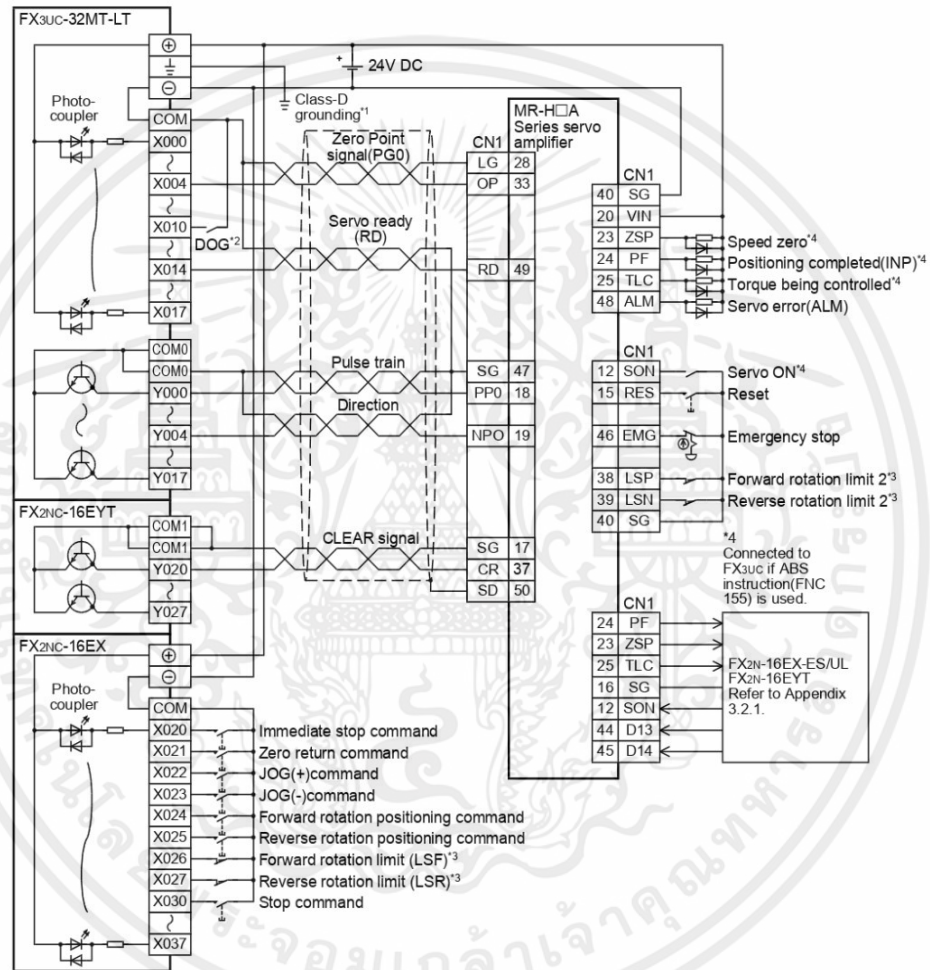 FX3UC-32MT-LT
⊕
⊖
24V DC
+
Class-D
grounding*1
Photo-
coupler
COM
X000
X004
X010
DOG*2
X014
X017
COM0
COM0
Y000
Y004
Y017
Zero Point
signal(PG0)
Servo ready
(RD)
Pulse train
Direction
CLEAR signal
CN1
LG 28
OP 33
RD 49
SG 47
PP0 18
NPO 19
SG 17
CR 37
SD 50
MR-H□A
Series servo
amplifier
CN1
40 SG
20 VIN
23 ZSP
24 PF
25 TLC
48 ALM
Speed zero*4
Positioning completed(INP)*4
Torque being controlled*4
Servo error(ALM)
CN1
12 SON
15 RES
46 EMG
38 LSP
39 LSN
40 SG
Servo ON*4
Reset
Emergency stop
Forward rotation limit 2*3
Reverse rotation limit 2*3
*4
Connected to
FX3UC if ABS
instruction(FNC
155) is used.
CN1
24 PF
23 ZSP
25 TLC
16 SG
12 SON
44 D13
45 D14
FX2N-16EX-ES/UL
FX2N-16EYT
Refer to Appendix
3.2.1.
FX2NC-16EYT
COM1
COM1
Y020
Y027
FX2NC-16EX
⊕
⊖
Photo-
coupler
COM
X020 Immediate stop command
X021 Zero return command
X022 JOG(+)command
X023 JOG(-)command
X024 Forward rotation positioning command
X025 Reverse rotation positioning command
X026 Forward rotation limit (LSF)*3
X027 Reverse rotation limit (LSR)*3
X030 Stop command
X037